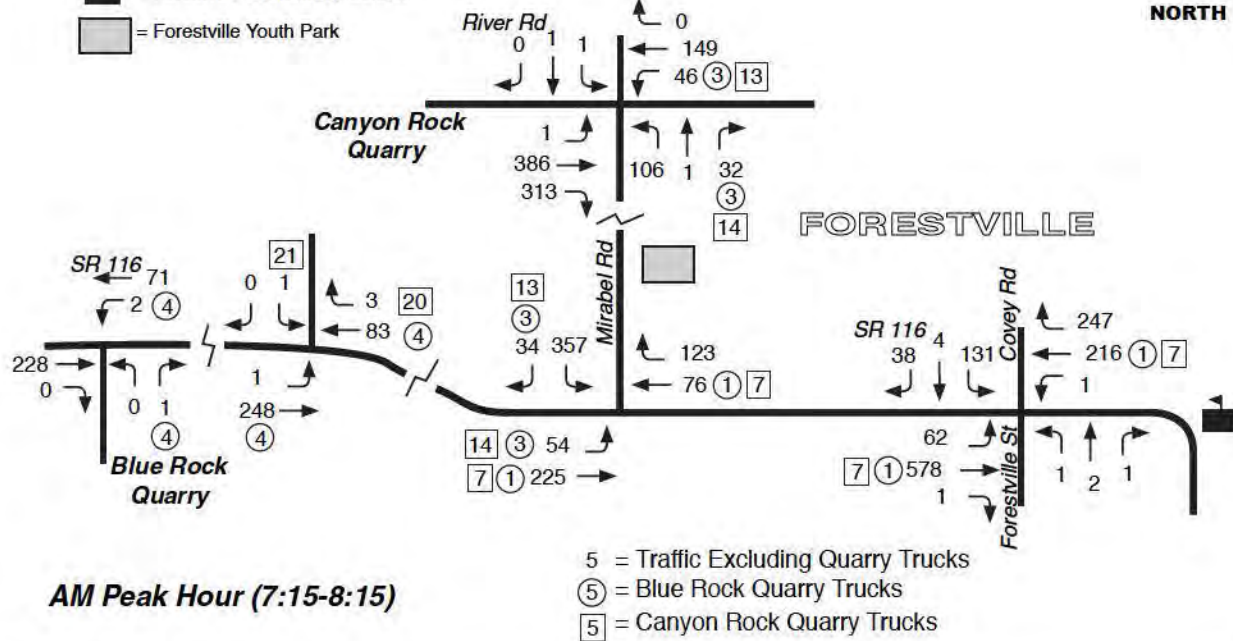 = Forestville Youth Park
NORTH
River Rd
0 1 1
0
149
46 3 13
Canyon Rock
Quarry
1
386
313
106 1 32
3
14
FORESTVILLE
Mirabel Rd
SR 116 71
2 4
228
0
0 1
4
Blue Rock
Quarry
21
0 1
3 20
83 4
1
248
4
13
3
34 357
123
76 1 7
14 3 54
7 1 225
SR 116
38 4 131
Covey Rd
247
216 1 7
1
62
7 1 578
1
Forestville St
1 2 1
AM Peak Hour (7:15-8:15)
5 = Traffic Excluding Quarry Trucks
5 = Blue Rock Quarry Trucks
5 = Canyon Rock Quarry Trucks